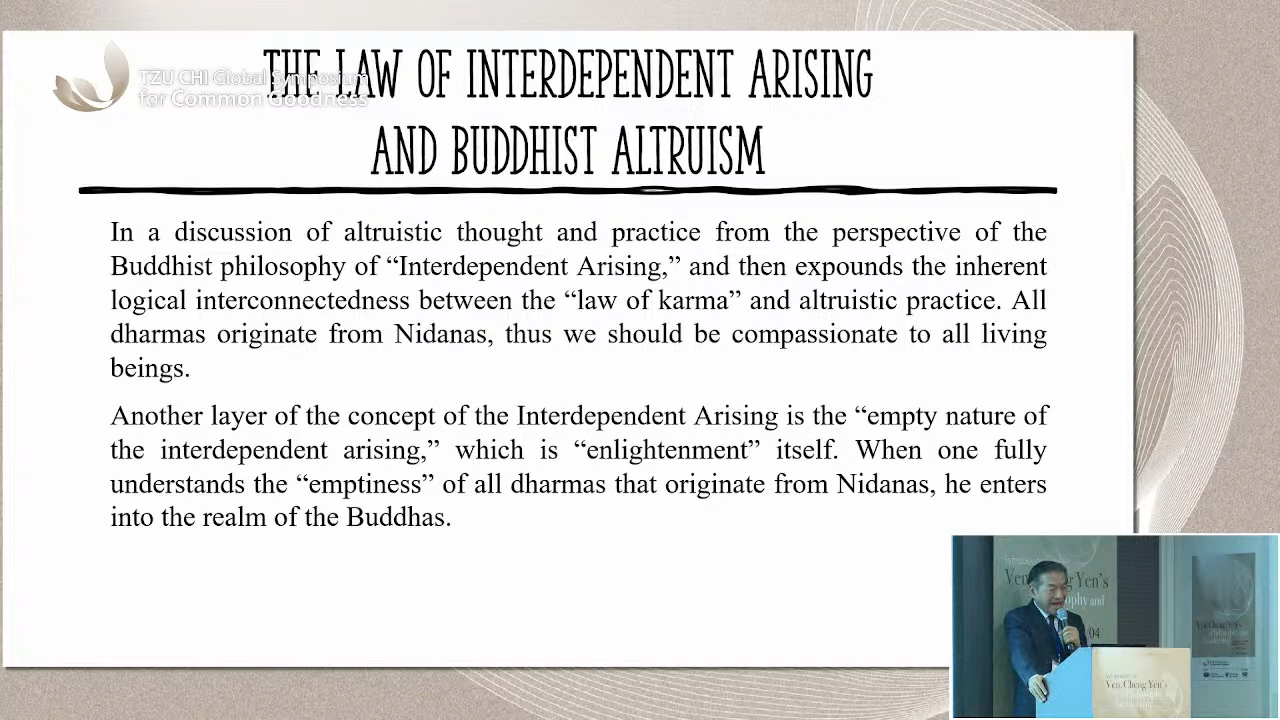 THE LAW OF INTERDEPENDENT ARISING
AND BUDDHIST ALTRUISM
TZU CHI Global Symposium
for Common Goodness
In a discussion of altruistic thought and practice from the perspective of the
Buddhist philosophy of “Interdependent Arising,” and then expounds the inherent
logical interconnectedness between the “law of karma” and altruistic practice. All
dharmas originate from Nidanas, thus we should be compassionate to all living
beings.
Another layer of the concept of the Interdependent Arising is the “empty nature of
the interdependent arising,” which is “enlightenment” itself. When one fully
understands the “emptiness” of all dharmas that originate from Nidanas, he enters
into the realm of the Buddhas.
Ven. Cheng Yen's